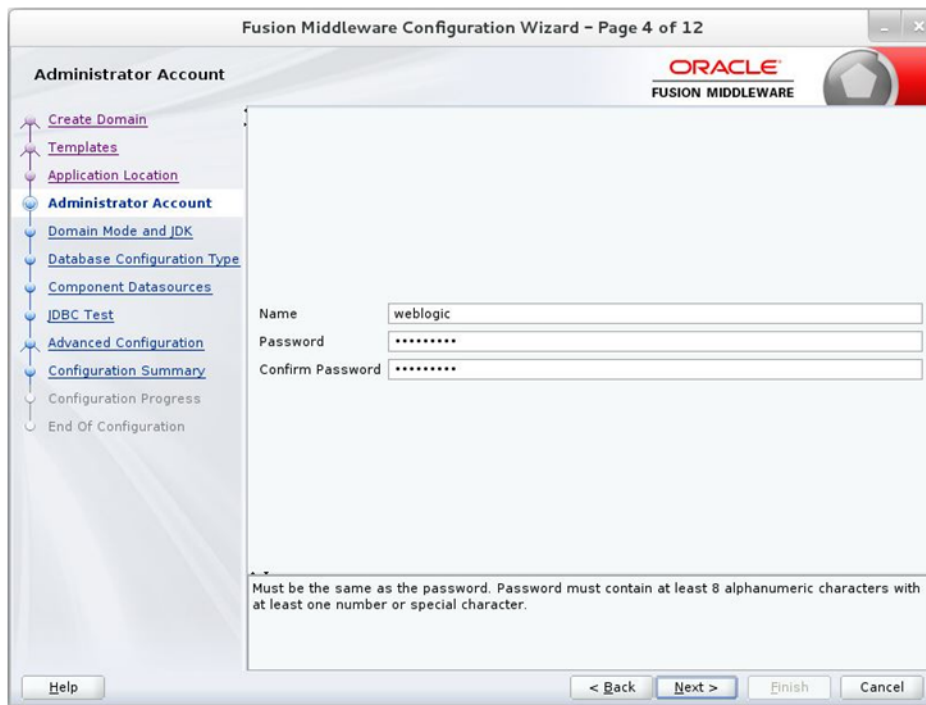 Fusion Middleware Configuration Wizard - Page 4 of 12
Administrator Account
ORACLE
FUSION MIDDLEWARE
Create Domain
Templates
Application Location
Administrator Account
Domain Mode and JDK
Database Configuration Type
Component Datasources
JDBC Test
Advanced Configuration
Configuration Summary
Configuration Progress
End Of Configuration
Name weblogic
Password •••••••••
Confirm Password •••••••••
Must be the same as the password. Password must contain at least 8 alphanumeric characters with
at least one number or special character.
Help < Back Next > Finish Cancel